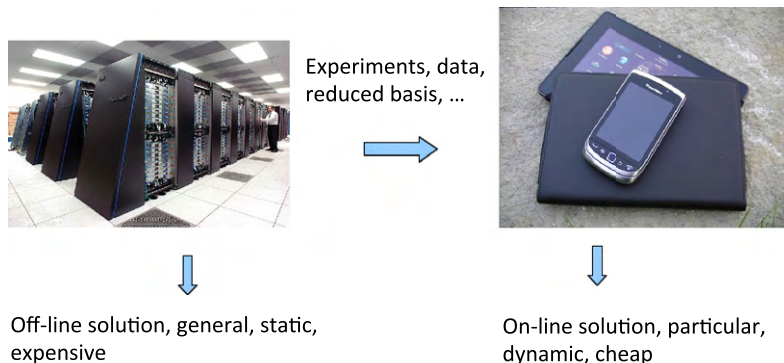 Experiments, data,
reduced basis, ...
Off-line solution, general, static,
expensive
On-line solution, particular,
dynamic, cheap